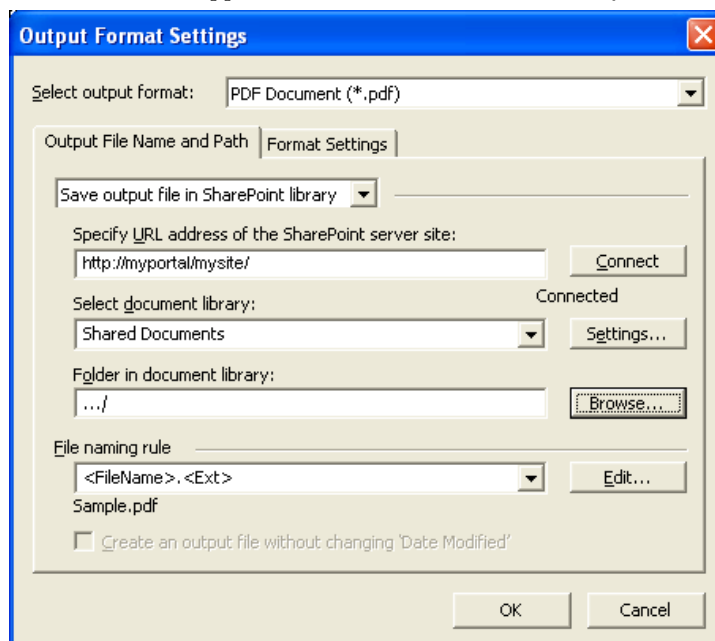 Output Format Settings
Select output format: PDF Document (*.pdf)
Output File Name and Path Format Settings
Save output file in SharePoint library
Specify URL address of the SharePoint server site:
http://myportal/mysite/ Connect
Connected
Select document library:
Shared Documents Settings...
Folder in document library:
.../ Browse...
File naming rule
<FileName>.<Ext> Edit...
Sample.pdf
Create an output file without changing 'Date Modified'
OK Cancel